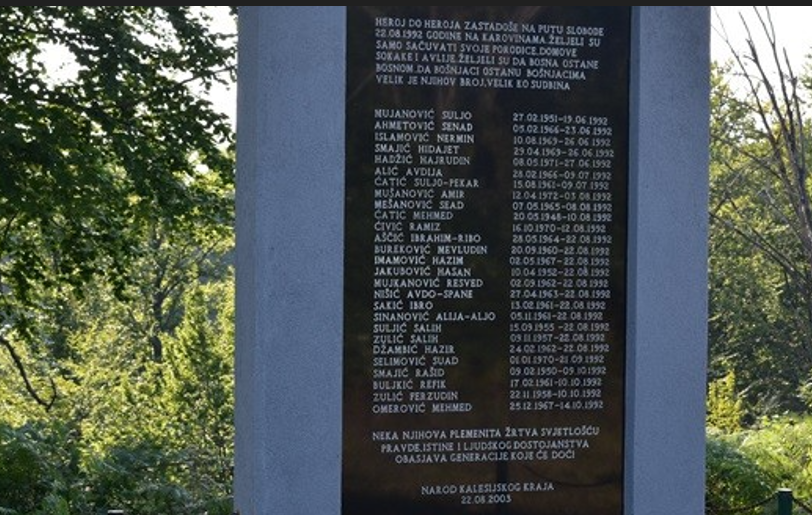 HEROJ DO HEROJA ZASTADOŠE NA PUTU SLOBODE
22.08.1992 GODINE NA KAROVINAMA.ŽELJELI SU
SAMO SAČUVATI SVOJE PORODICE,DOMOVE
SOKAKE I AVLIJE ŽELJELI SU DA BOSNA OSTANE
BOSNOM,DA BOŠNJACI OSTANU BOŠNJACIMA
VELIK JE NJIHOV BROJ,VELIK KO SUDBINA
MUJANOVIĆ SULJO 27.02.1951-19.06.1992
AHMETOVIĆ SENAD 05.02.1966-23.06.1992
ISLAMOVIĆ NERMIN 10.08.1969-26.06.1992
SMAJIĆ HIDAJET 29.04.1969-26.06.1992
HADŽIĆ HAJRUDIN 08.05.1971-27.06.1992
ALIĆ AVDIJA 28.02.1966-09.07.1992
ĆATIĆ SULJO-PEKAR 15.08.1961-09.07.1992
MUŠANOVIĆ AMIR 12.04.1972-03.08.1992
MEŠANOVIĆ SEAD 07.05.1965-08.08.1992
ĆATIĆ MEHMED 20.05.1948-10.08.1992
ČIVIĆ RAMIZ 16.10.1970-12.08.1992
AŠČIĆ IBRAHIM-RIBO 28.05.1964-22.08.1992
BUREKOVIĆ MEVLUDIN 20.09.1960-22.08.1992
IMAMOVIĆ HAZIM 02.05.1967-22.08.1992
JAKUBOVIĆ HASAN 10.04.1952-22.08.1992
MUJKANOVIĆ RESVED 02.09.1962-22.08.1992
NIŠIĆ AVDO-SPANE 27.04.1963-22.08.1992
SAKIĆ IBRO 13.02.1961-22.08.1992
SINANOVIĆ ALIJA-ALJO 05.11.1961-22.08.1992
SULJIĆ SALIH 15.09.1955-22.08.1992
ZULIĆ SALIH 09.11.1957-22.08.1992
DŽAMBIĆ HAZIR 24.02.1962-22.08.1992
SELIMOVIĆ SUAD 01.01.1970-21.09.1992
SMAJIĆ RAŠID 09.02.1950-09.10.1992
BULJKIĆ REFIK 17.02.1961-10.10.1992
ZULIĆ FERZUDIN 22.11.1958-10.10.1992
OMEROVIĆ MEHMED 25.12.1967-14.10.1992
NEKA NJIHOVA PLEMENITA ŽRTVA SVJETLOŠĆU
PRAVDE,ISTINE I LJUDSKOG DOSTOJANSTVA
OBASJAVA GENERACIJE KOJE ĆE DOĆI
NAROD KALESIJSKOG KRAJA
22.08.2003